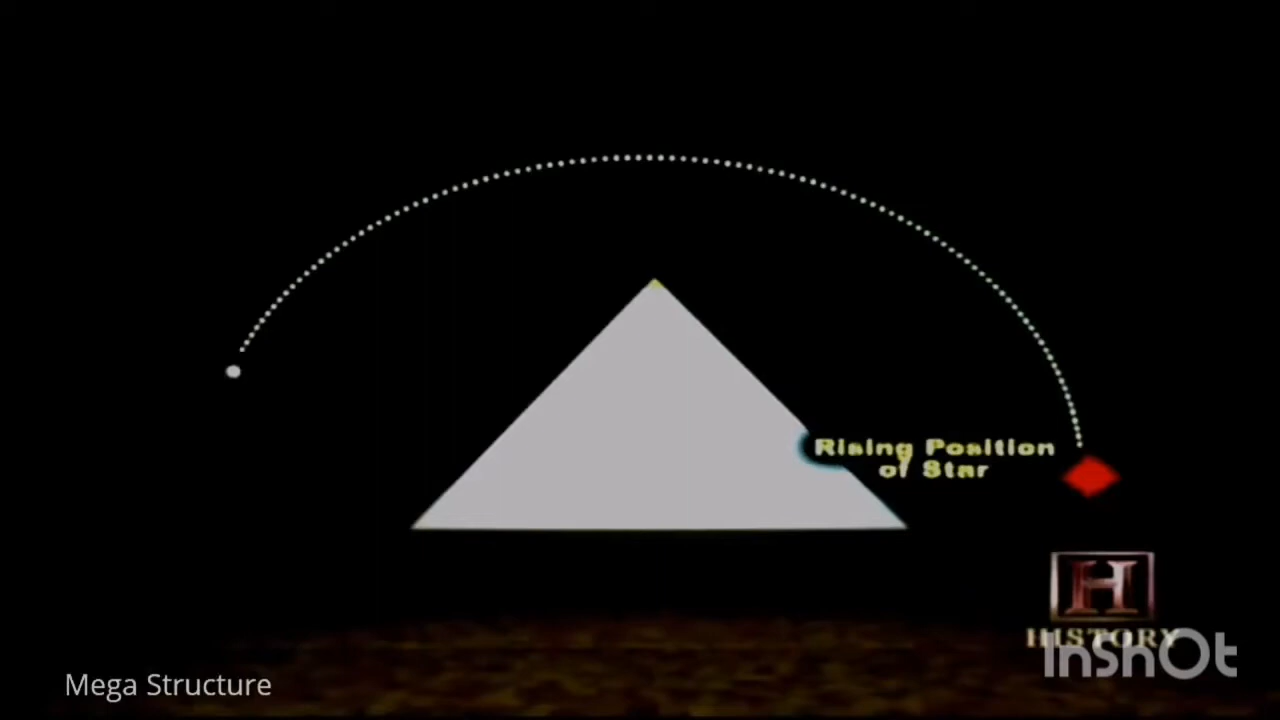 Rising Position
of Star
H
HISTORY
InShOt
Mega Structure